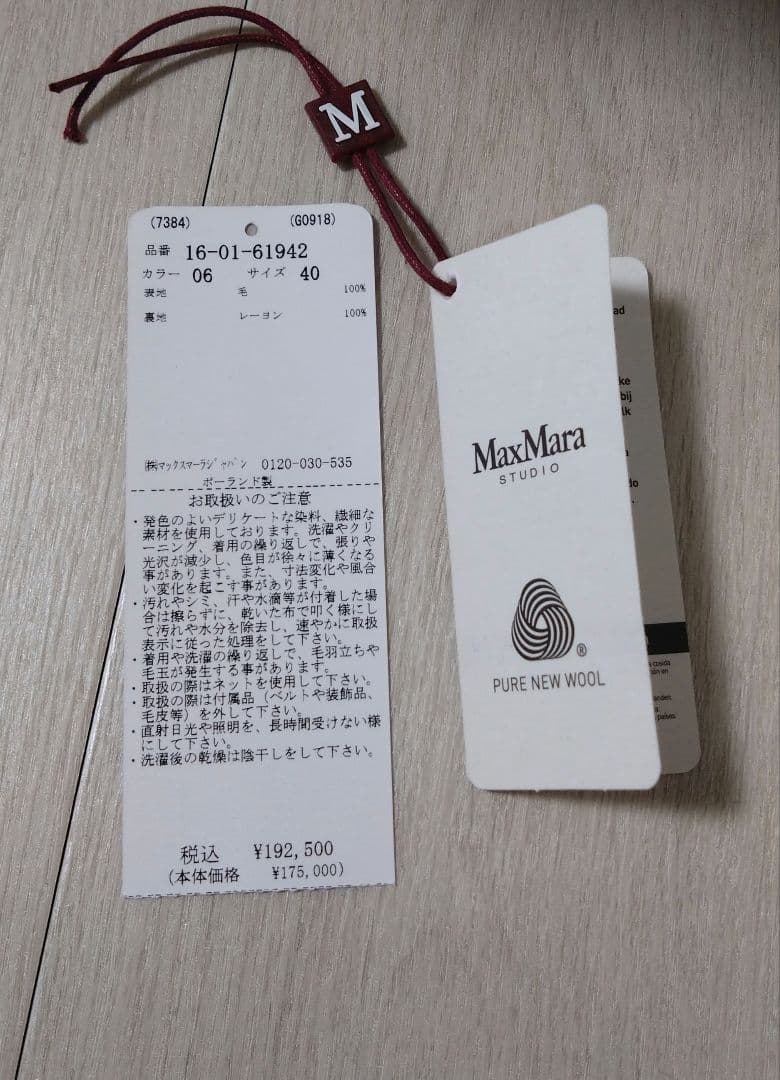 M
(7384) (G0918)
品番 16-01-61942
カラー 06 サイズ 40
表地 毛 100%
裏地 レーヨン 100%
㈱マックスマーラジャパン 0120-030-535
ポーランド製
お取扱いのご注意
・発色のよいデリケートな染料、繊細な
素材を使用しております。洗濯やクリ
ーニング、着用の繰り返しで、張りや
光沢が減少し、色目が徐々に薄くなる
事があります。また、寸法変化や風合
い変化を起こす事があります。
・汚れやシミ、汗や水滴等が付着した場
合は擦らずに、乾いた布で叩く様にし
て汚れや水分を除去し、速やかに取扱
表示に従った処理をして下さい。
・着用や洗濯の繰り返しで、毛羽立ちや
毛玉が発生する事があります。
・取扱の際はネットを使用して下さい。
・取扱の際は付属品（ベルトや装飾品、
毛皮等）を外して下さい。
・直射日光や照明を、長時間受けない様
にして下さい。
・洗濯後の乾燥は陰干しをして下さい。
税込 ¥192,500
(本体価格 ¥175,000)
MaxMara
STUDIO
®
PURE NEW WOOL
ad
ke
bij
lk
a
do
.
a cosida
ón en
änder:
países